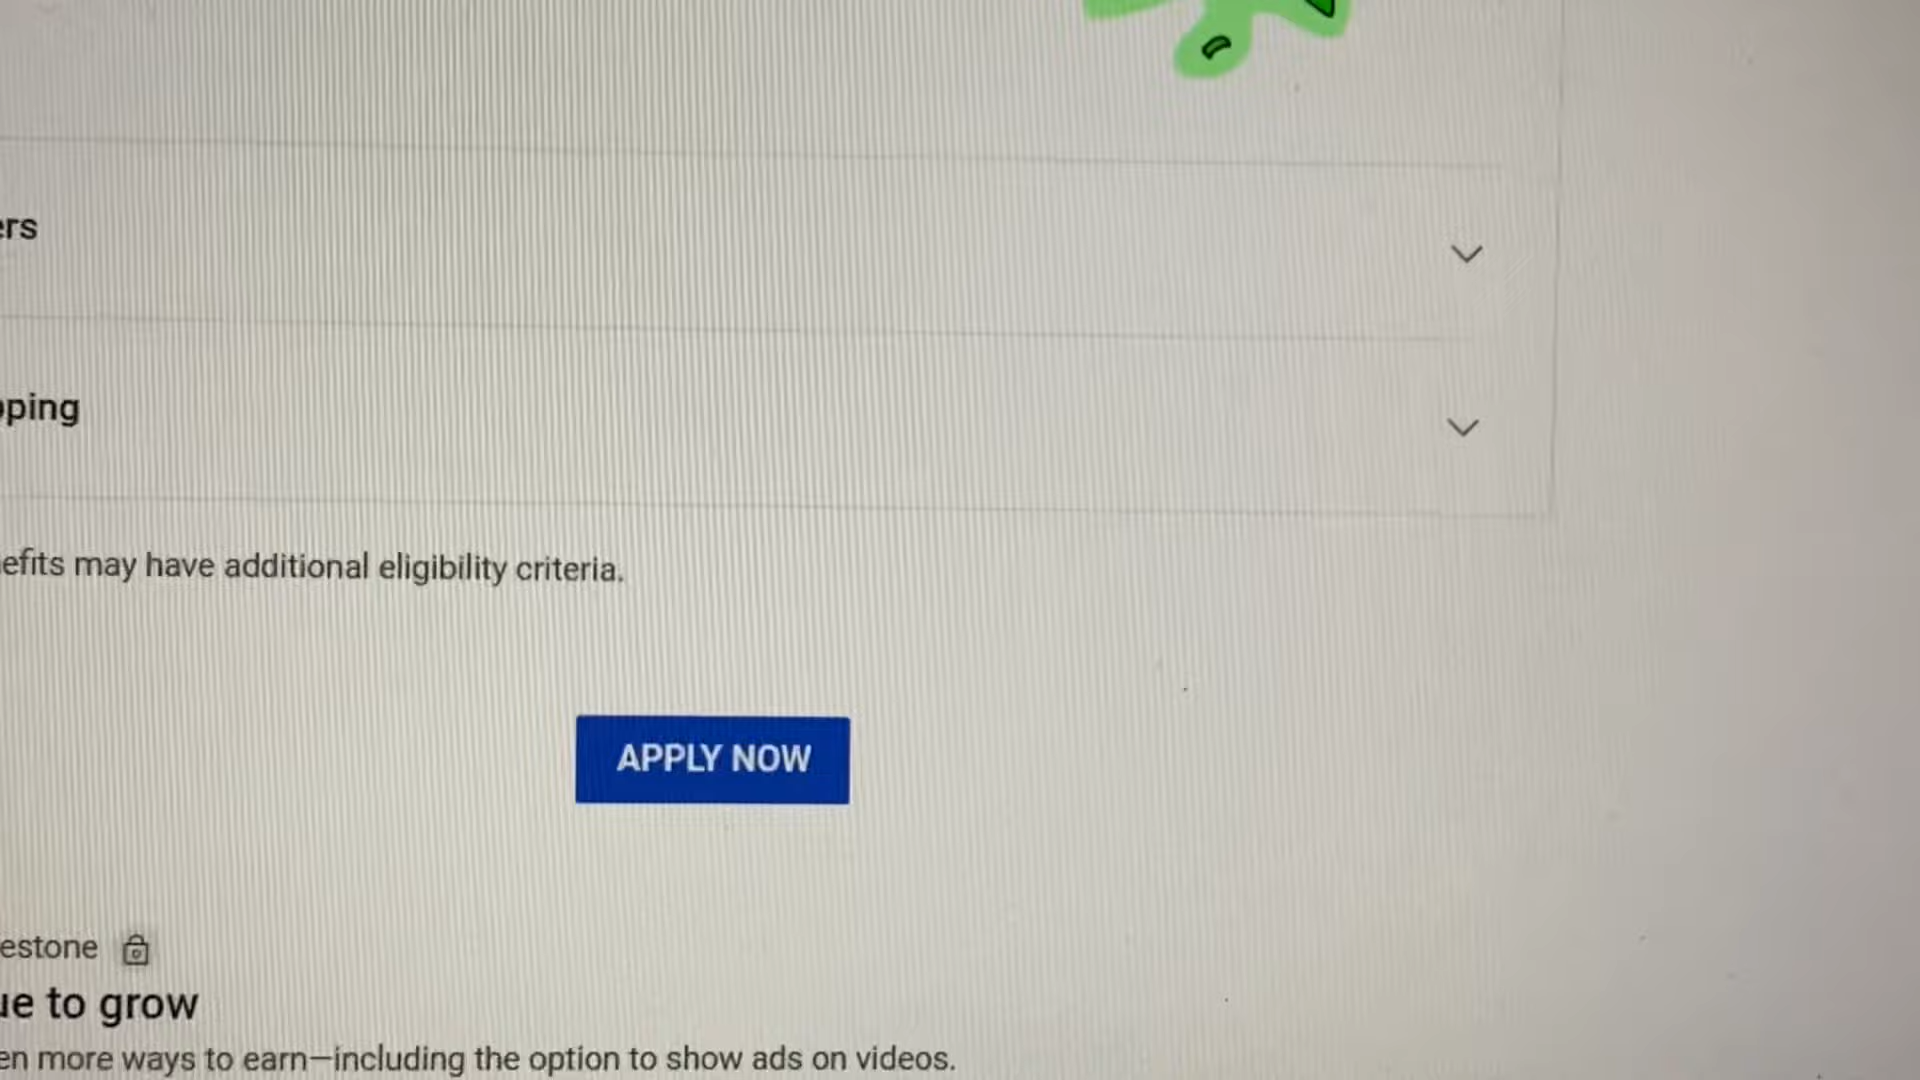 ers
pping
efits may have additional eligibility criteria.
APPLY NOW
estone
ue to grow
en more ways to earn—including the option to show ads on videos.